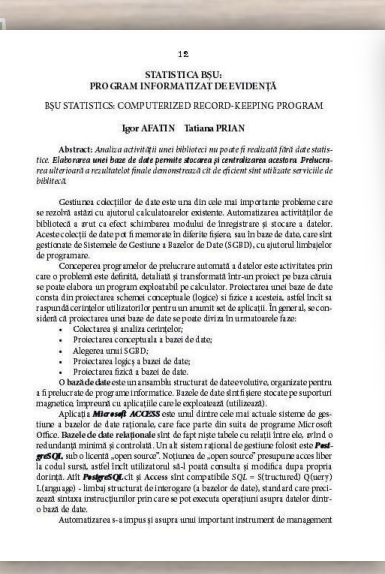 12
STATISTICA BȘU:
PROGRAM INFORMATIZAT DE EVIDENȚĂ
BȘU STATISTICS: COMPUTERIZED RECORD-KEEPING PROGRAM
Igor AFATIN Tatiana PRIAN
Abstract: Analiza activității unei biblioteci nu poate fi realizată fără date statis-
tice. Elaborarea unei baze de date permite stocarea și centralizarea acestora. Prelucra-
rea ulterioară a rezultatelor finale demonstrează cît de eficient sînt utilizate serviciile de
bibliotecă.
Gestiunea colecțiilor de date este una din cele mai importante probleme care
se rezolvă astăzi cu ajutorul calculatoarelor existente. Automatizarea activităților de
bibliotecă a avut ca efect schimbarea modului de înregistrare și stocare a datelor.
Aceste colecții de date pot fi memorate în diferite fișiere, sau în baze de date, care sînt
gestionate de Sistemele de Gestiune a Bazelor de Date (SGBD), cu ajutorul limbajelor
de programare.
Conceperea programelor de prelucrare automată a datelor este activitatea prin
care o problemă este definită, detaliată și transformată într-un proiect pe baza căruia
se poate elabora un program exploatabil pe calculator. Proiectarea unei baze de date
consta din proiectarea schemei conceptuale (logice) si fizice a acesteia, astfel încît sa
raspundă cerințelor utilizatorilor pentru un anumit set de aplicații. În general, se con-
sideră că proiectarea unei baze de date se poate diviza în urmatoarele faze:
• Colectarea și analiza cerințelor;
• Proiectarea conceptuala a bazei de date;
• Alegerea unui SGBD;
• Proiectarea logică a bazei de date;
• Proiectarea fizică a bazei de date.
O bază de date este un ansamblu structurat de date evolutive, organizate pentru
a fi prelucrate de programe informatice. Bazele de date sînt fișiere stocate pe suporturi
magnetice, împreună cu aplicațiile care le exploatează (utilizează).
Aplicația Microsoft ACCESS este unul dintre cele mai actuale sisteme de ges-
tiune a bazelor de date raționale, care face parte din suita de programe Microsoft
Office. Bazele de date relaționale sînt de fapt niște tabele cu relații între ele, avînd o
redundanță minimă și controlată. Un alt sistem rațional de gestiune folosit este Post-
greSQL, sub o licentă „open source”. Noțiunea de „open source” presupune acces liber
la codul sursă, astfel încît utilizatorul să-l poată consulta și modifica dupa propria
dorință. Atît PostgreSQL cît și Access sînt compatibile SQL = S(tructured) Q(uery)
L(anguage) - limbaj structurat de interogare (a bazelor de date), standard care preci-
zează sintaxa instrucțiunilor prin care se pot executa operațiuni asupra datelor dintr-
o bază de date.
Automatizarea s-a impus și asupra unui important instrument de management